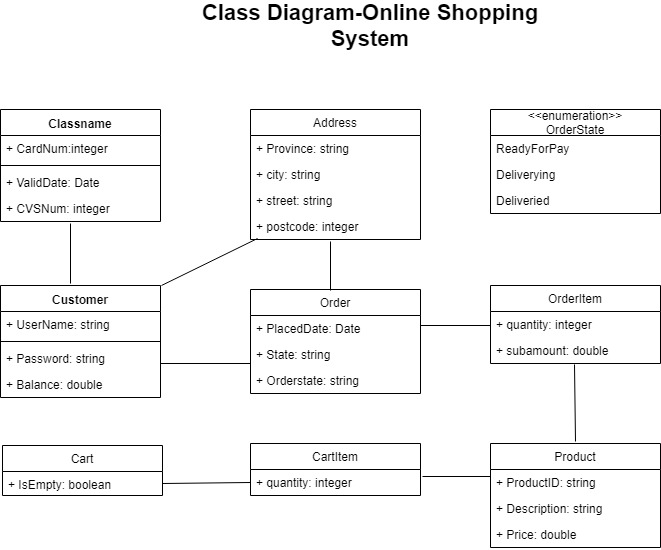 Class Diagram-Online Shopping
System
Classname
+ CardNum:integer
+ ValidDate: Date
+ CVSNum: integer
Address
+ Province: string
+ city: string
+ street: string
+ postcode: integer
<<enumeration>>
OrderState
ReadyForPay
Deliverying
Deliveried
Customer
+ UserName: string
+ Password: string
+ Balance: double
Order
+ PlacedDate: Date
+ State: string
+ Orderstate: string
OrderItem
+ quantity: integer
+ subamount: double
Cart
+ IsEmpty: boolean
CartItem
+ quantity: integer
Product
+ ProductID: string
+ Description: string
+ Price: double